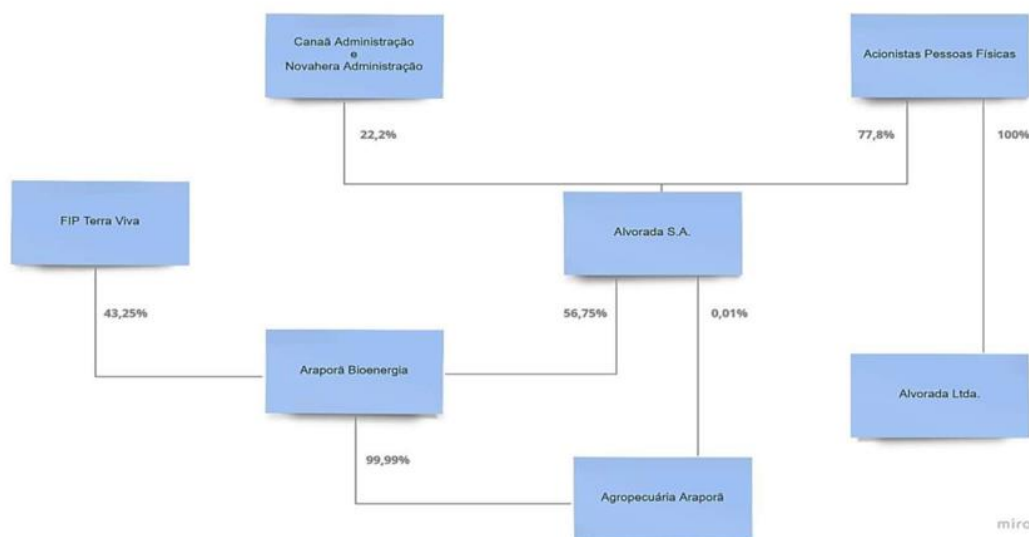 Canaã Administração
e
Novahera Administração
Acionistas Pessoas Físicas
22,2%
77,8%
100%
FIP Terra Viva
Alvorada S.A.
43,25%
56,75%
0,01%
Araporã Bioenergia
Alvorada Ltda.
99,99%
Agropecuária Araporã
miro